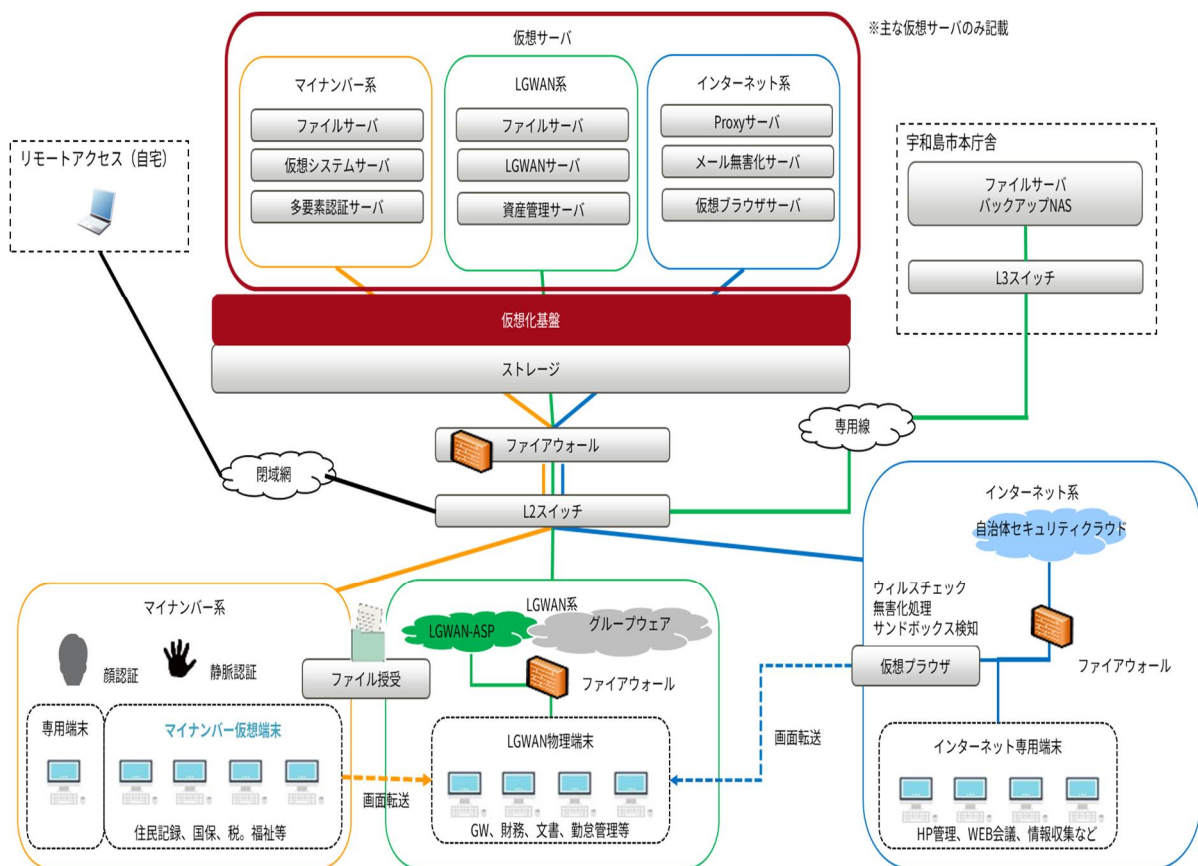 ※主な仮想サーバのみ記載
仮想サーバ
マイナンバー系
ファイルサーバ
仮想システムサーバ
多要素認証サーバ
LGWAN系
ファイルサーバ
LGWANサーバ
資産管理サーバ
インターネット系
Proxyサーバ
メール無害化サーバ
仮想ブラウザサーバ
リモートアクセス（自宅）
宇和島市本庁舎
ファイルサーバ
バックアップNAS
L3スイッチ
仮想化基盤
ストレージ
専用線
ファイアウォール
閉域網
L2スイッチ
マイナンバー系
顔認証
静脈認証
専用端末
マイナンバー仮想端末
住民記録、国保、税。福祉等
ファイル授受
画面転送
LGWAN系
LGWAN-ASP
グループウェア
ファイアウォール
LGWAN物理端末
GW、財務、文書、勤怠管理等
画面転送
インターネット系
自治体セキュリティクラウド
ウィルスチェック
無害化処理
サンドボックス検知
仮想ブラウザ
ファイアウォール
インターネット専用端末
HP管理、WEB会議、情報収集など